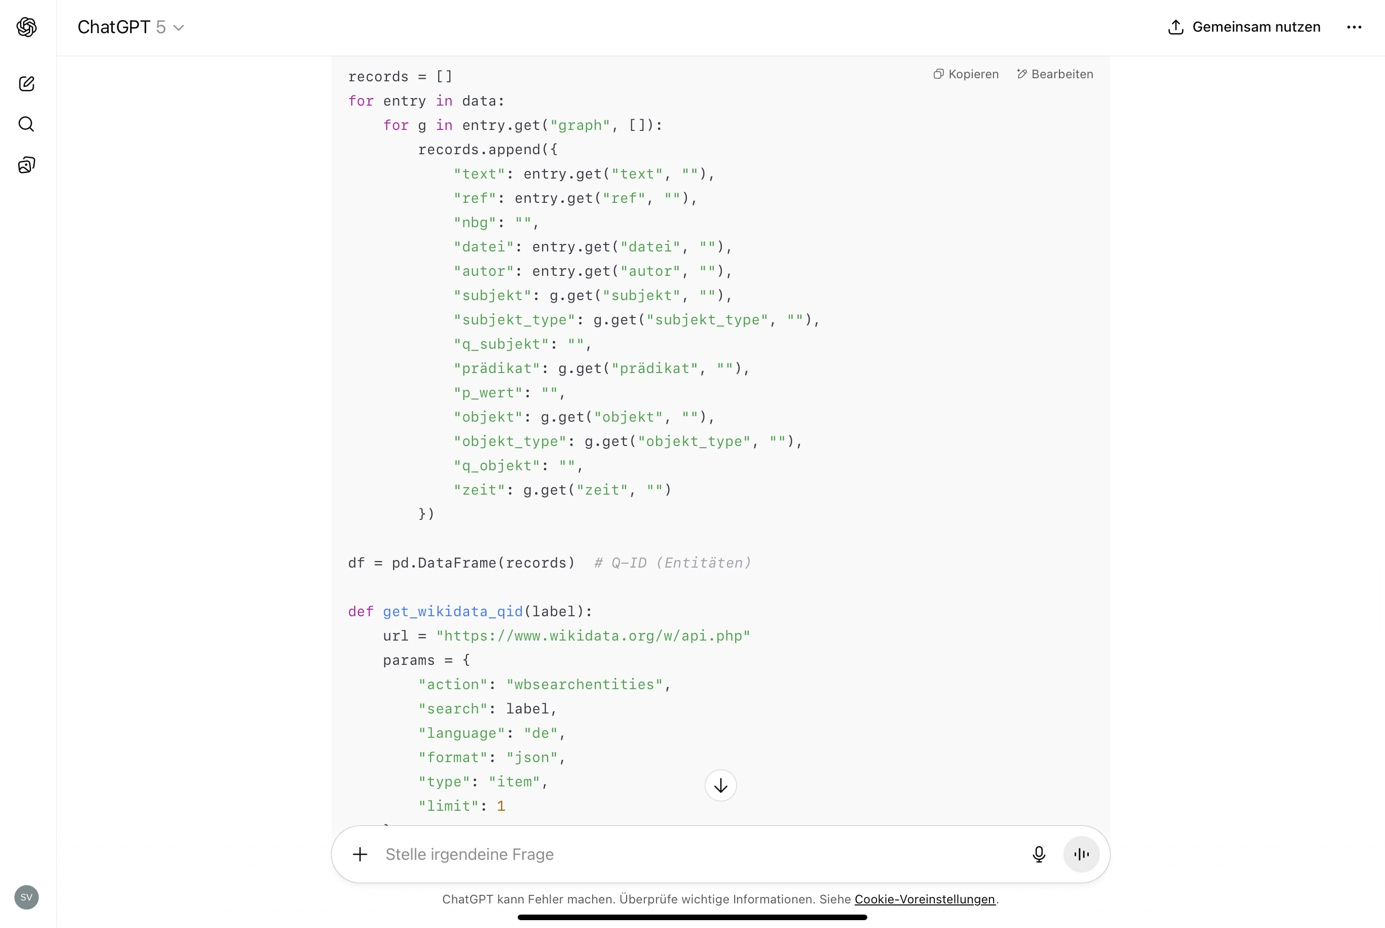 ChatGPT 5
Gemeinsam nutzen
Kopieren
Bearbeiten
records = []
for entry in data:
    for g in entry.get("graph", []):
        records.append({
            "text": entry.get("text", ""),
            "ref": entry.get("ref", ""),
            "nbg": "",
            "datei": entry.get("datei", ""),
            "autor": entry.get("autor", ""),
            "subjekt": g.get("subjekt", ""),
            "subjekt_type": g.get("subjekt_type", ""),
            "q_subjekt": "",
            "prädikat": g.get("prädikat", ""),
            "p_wert": "",
            "objekt": g.get("objekt", ""),
            "objekt_type": g.get("objekt_type", ""),
            "q_objekt": "",
            "zeit": g.get("zeit", "")
        })
df = pd.DataFrame(records)  # Q-ID (Entitäten)
def get_wikidata_qid(label):
    url = "https://www.wikidata.org/w/api.php"
    params = {
        "action": "wbsearchentities",
        "search": label,
        "language": "de",
        "format": "json",
        "type": "item",
        "limit": 1
Stelle irgendeine Frage
SV
ChatGPT kann Fehler machen. Überprüfe wichtige Informationen. Siehe Cookie-Voreinstellungen.